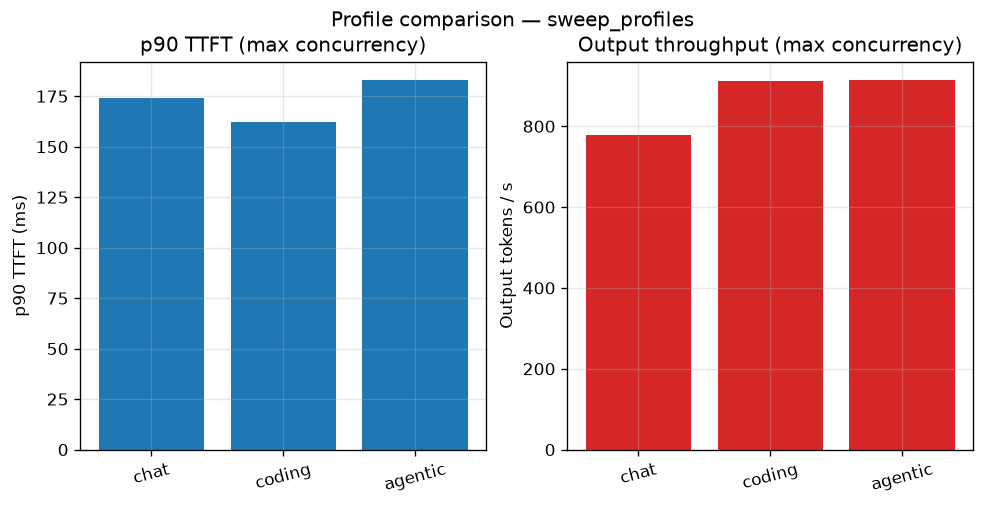 Profile comparison — sweep_profiles
p90 TTFT (max concurrency)
p90 TTFT (ms)
175
150
125
100
75
50
25
0
chat
coding
agentic
Output throughput (max concurrency)
Output tokens / s
800
600
400
200
0
chat
coding
agentic